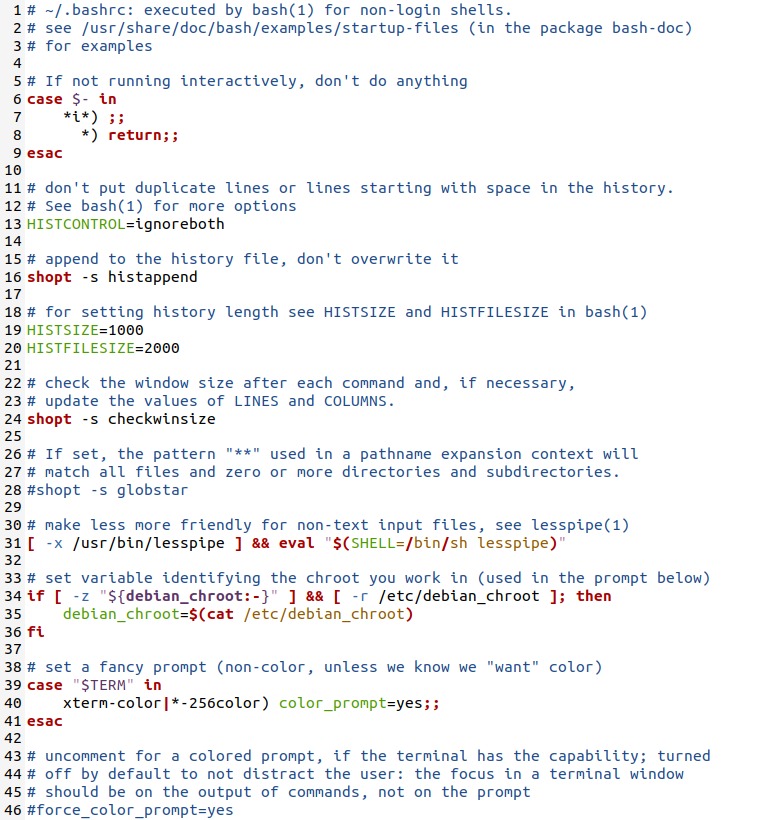 1 # ~/.bashrc: executed by bash(1) for non-login shells.
2 # see /usr/share/doc/bash/examples/startup-files (in the package bash-doc)
3 # for examples
4
5 # If not running interactively, don't do anything
6 case $- in
7     *i*) ;;
8       *) return;;
9 esac
10
11 # don't put duplicate lines or lines starting with space in the history.
12 # See bash(1) for more options
13 HISTCONTROL=ignoreboth
14
15 # append to the history file, don't overwrite it
16 shopt -s histappend
17
18 # for setting history length see HISTSIZE and HISTFILESIZE in bash(1)
19 HISTSIZE=1000
20 HISTFILESIZE=2000
21
22 # check the window size after each command and, if necessary,
23 # update the values of LINES and COLUMNS.
24 shopt -s checkwinsize
25
26 # If set, the pattern "**" used in a pathname expansion context will
27 # match all files and zero or more directories and subdirectories.
28 #shopt -s globstar
29
30 # make less more friendly for non-text input files, see lesspipe(1)
31 [ -x /usr/bin/lesspipe ] && eval "$(SHELL=/bin/sh lesspipe)"
32
33 # set variable identifying the chroot you work in (used in the prompt below)
34 if [ -z "${debian_chroot:-}" ] && [ -r /etc/debian_chroot ]; then
35     debian_chroot=$(cat /etc/debian_chroot)
36 fi
37
38 # set a fancy prompt (non-color, unless we know we "want" color)
39 case "$TERM" in
40     xterm-color|*-256color) color_prompt=yes;;
41 esac
42
43 # uncomment for a colored prompt, if the terminal has the capability; turned
44 # off by default to not distract the user: the focus in a terminal window
45 # should be on the output of commands, not on the prompt
46 #force_color_prompt=yes